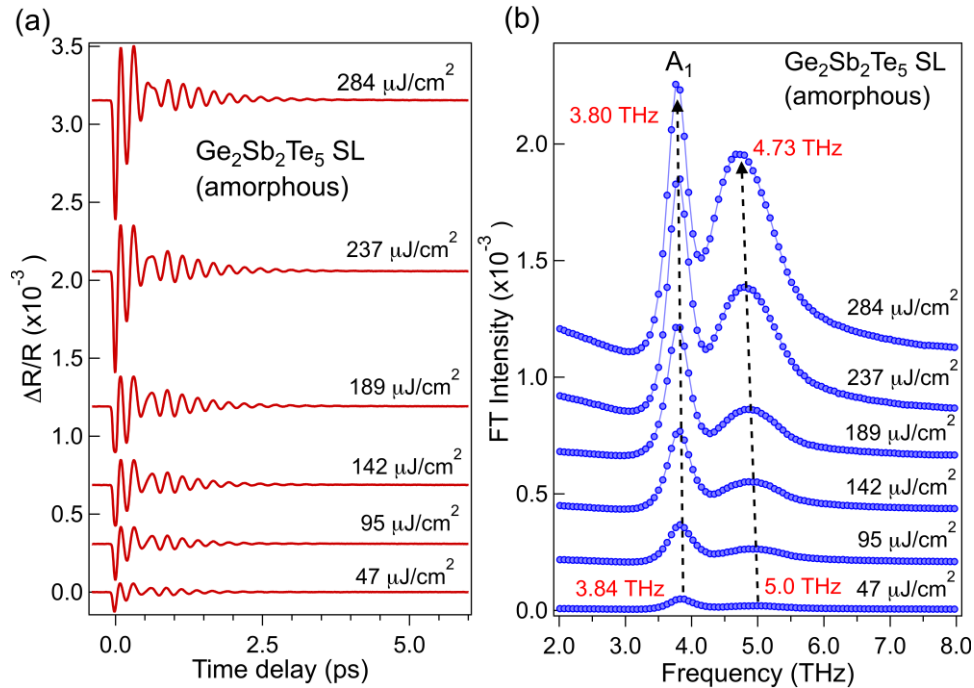 (a)
3.5
3.0
2.5
2.0
1.5
1.0
0.5
0.0
ΔR/R (x10⁻³)
284 μJ/cm²
Ge₂Sb₂Te₅ SL
(amorphous)
237 μJ/cm²
189 μJ/cm²
142 μJ/cm²
95 μJ/cm²
47 μJ/cm²
0.0 2.5 5.0
Time delay (ps)
(b)
2.0
1.5
1.0
0.5
0.0
FT Intensity (x10⁻³)
A₁
Ge₂Sb₂Te₅ SL
(amorphous)
3.80 THz
4.73 THz
284 μJ/cm²
237 μJ/cm²
189 μJ/cm²
142 μJ/cm²
95 μJ/cm²
3.84 THz
5.0 THz
47 μJ/cm²
2.0 3.0 4.0 5.0 6.0 7.0 8.0
Frequency (THz)